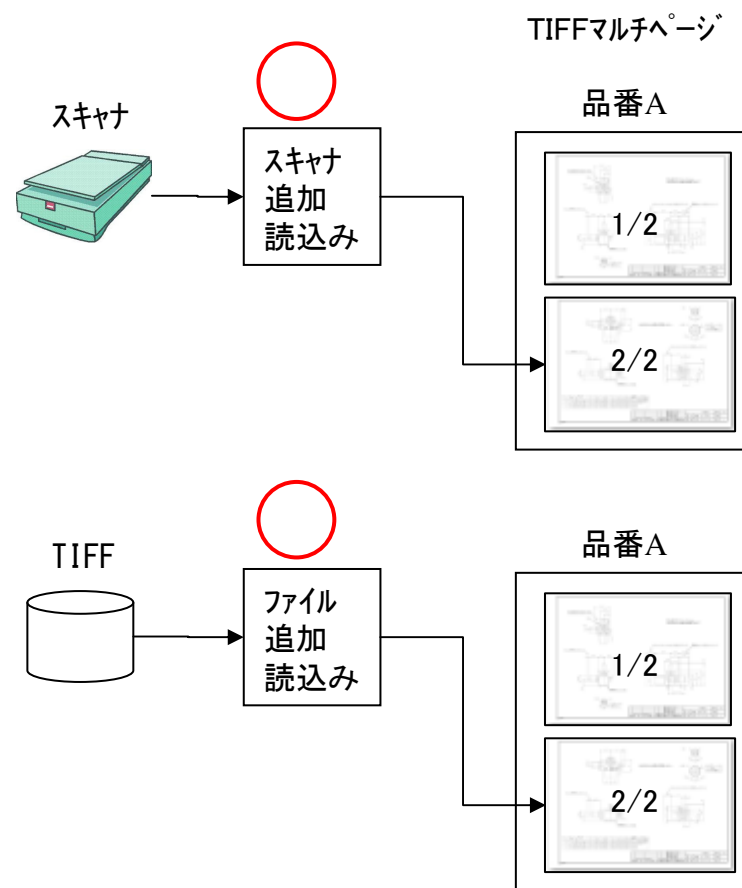 TIFFマルチページ
スキャナ
品番A
スキャナ
追加
読込み
1/2
2/2
TIFF
品番A
ファイル
追加
読込み
1/2
2/2